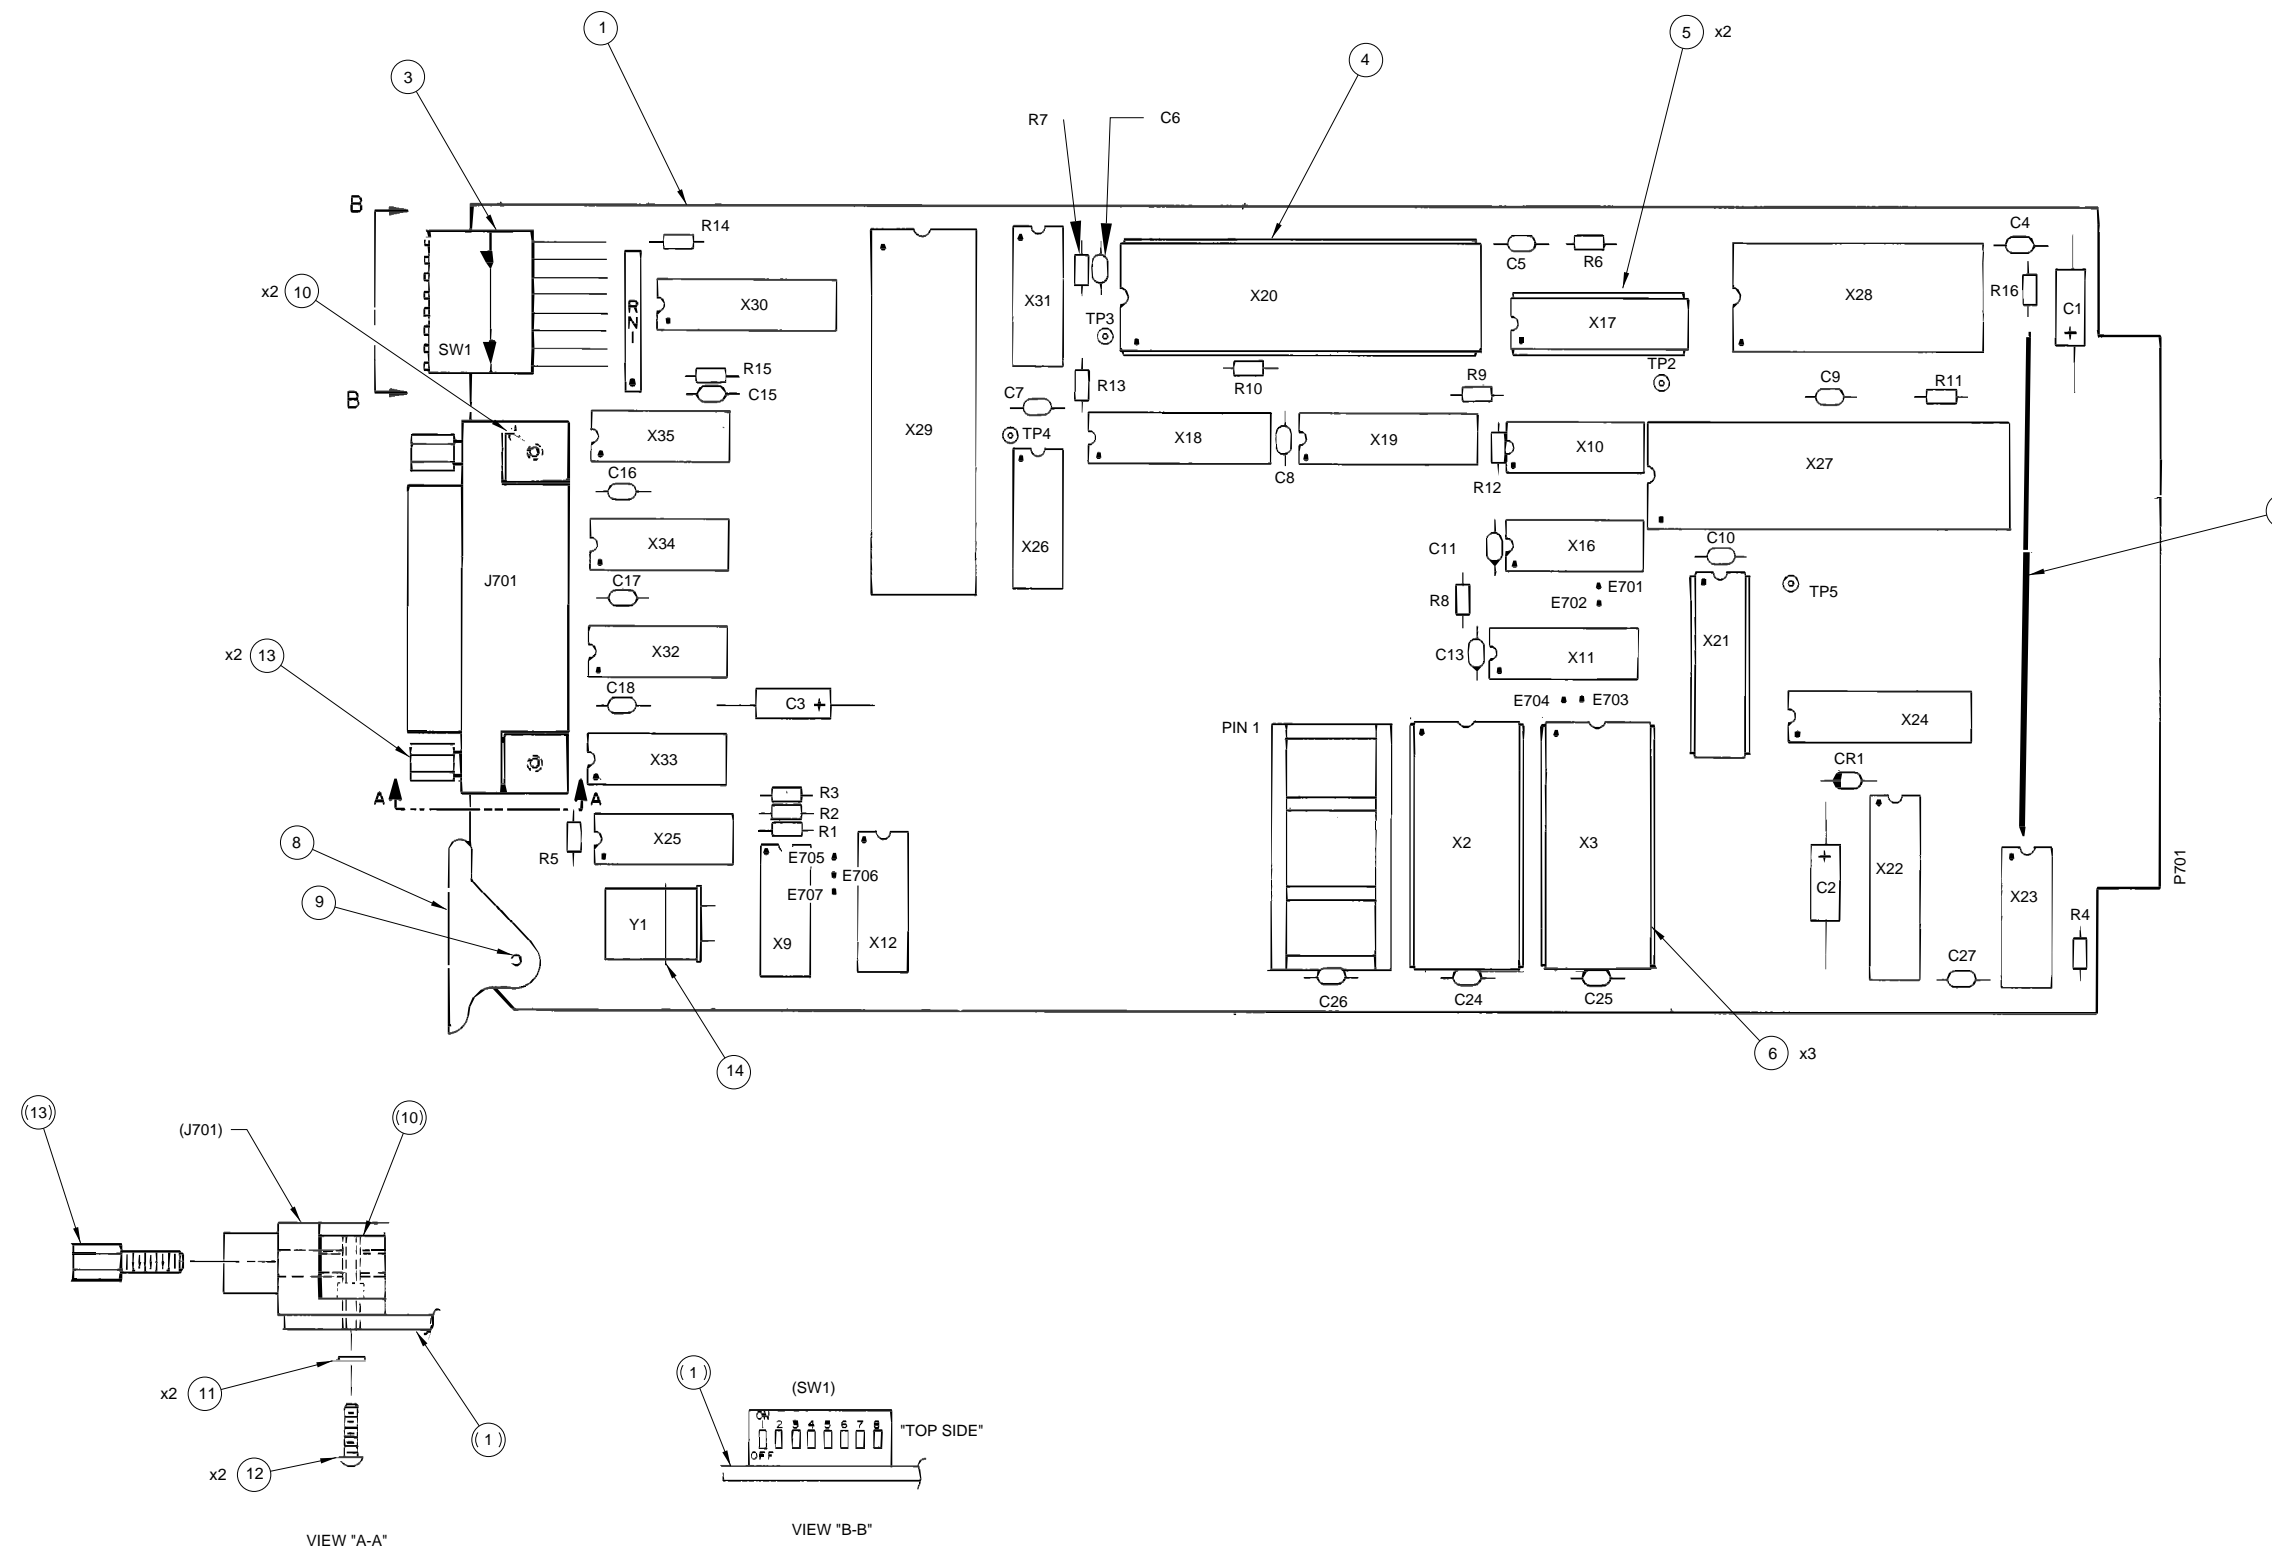 1
5 x2
4
3
R7
C6
B
R14
C4
C5
R6
x2 10
X30
X31
X20
X28
R16
C1
+
TP3
X17
RN1
SW1
TP2
R15
R10
R9
C9
R11
R13
C15
C7
B
X35
X29
TP4
X18
X19
X10
X27
C8
R12
C16
X34
X26
C11
X16
C10
J701
C17
E701
TP5
R8
E702
X21
x2 13
X32
C13
X11
C18
C3 +
E704
E703
PIN 1
X24
X33
CR1
A
A
R3
R2
R1
8
R5
X25
X2
X3
E705
+
X22
P701
E706
C2
E707
X23
9
Y1
R4
X9
X12
C27
C26
C24
C25
14
6 x3
(13)
(10)
(J701)
x2 11
(1)
(SW1)
ON
1 2 3 4 5 6 7 8
"TOP SIDE"
(1)
OFF
x2 12
VIEW "B-B"
VIEW "A-A"